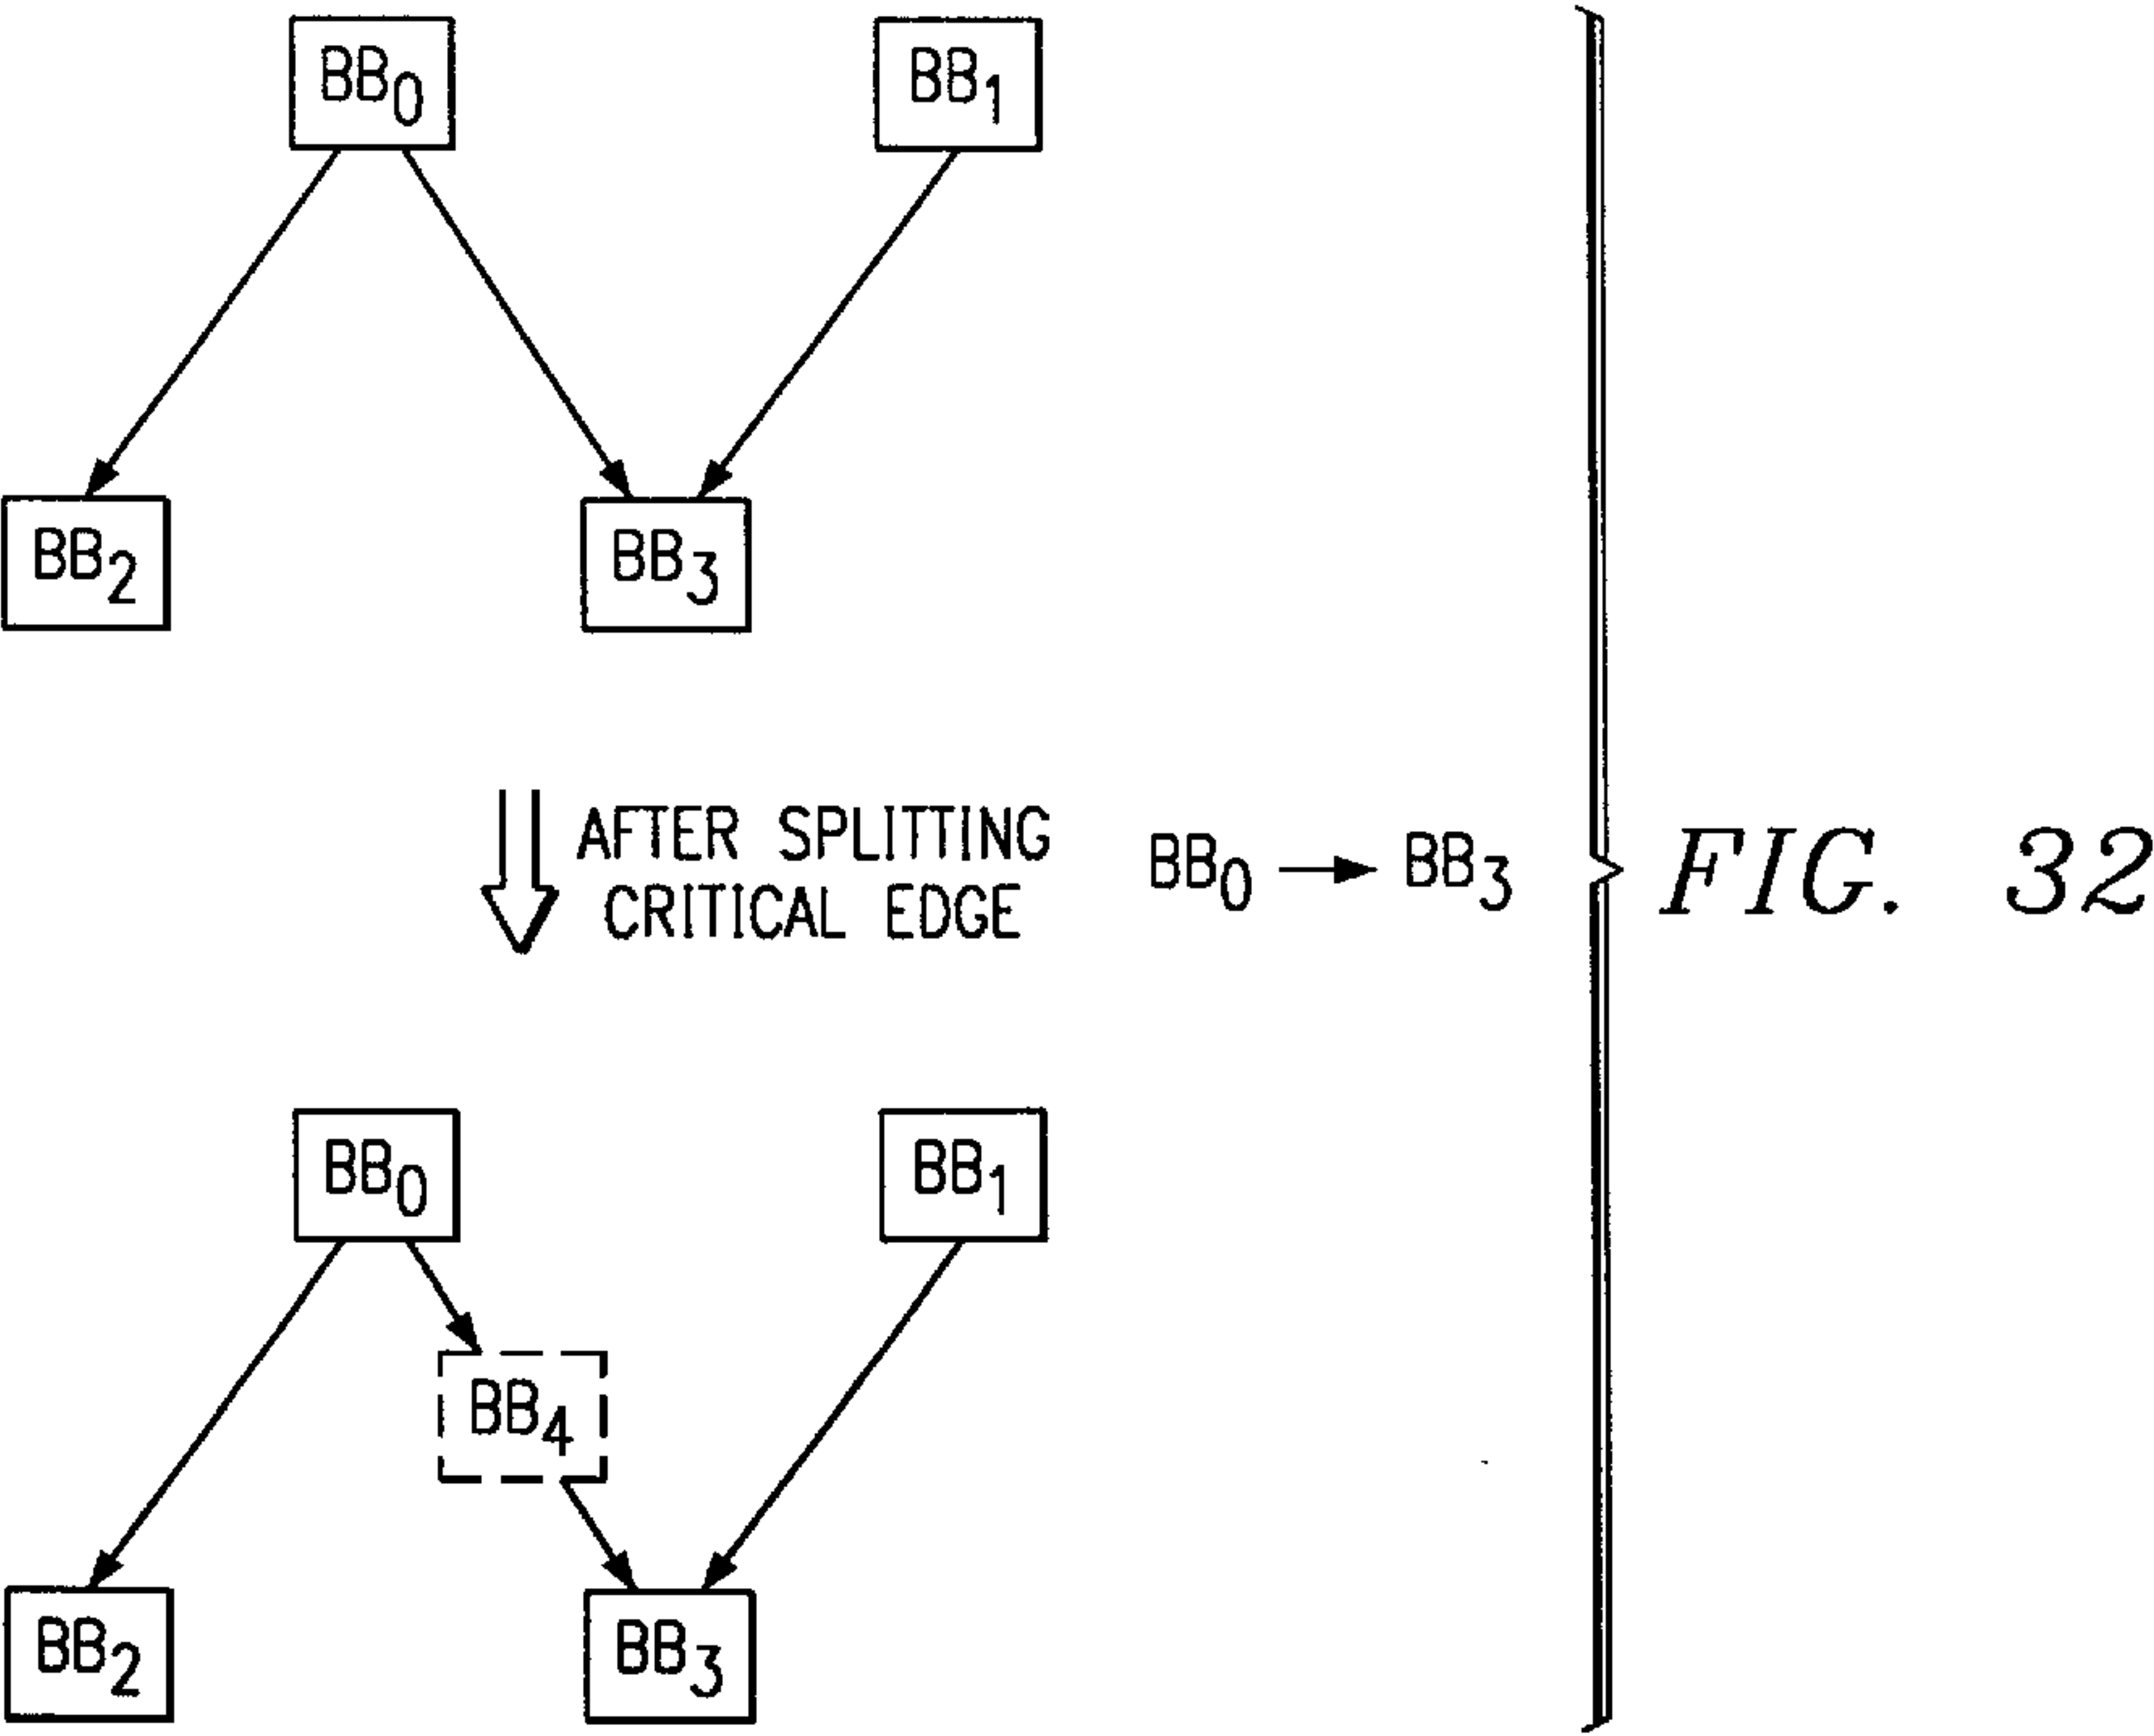 BB0 BB1
BB2 BB3
AFTER SPLITTING
CRITICAL EDGE
BB0 → BB3
FIG. 32
BB0 BB1
BB4
BB2 BB3